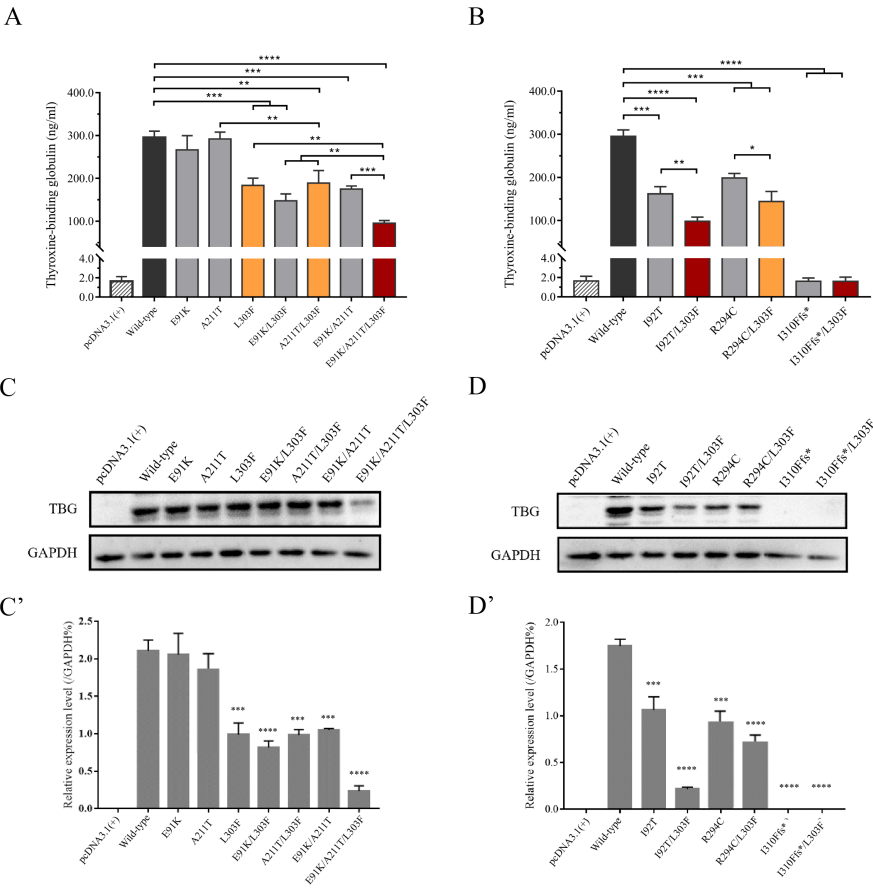 A
Thyroxine-binding globulin (ng/ml)
400.0
300.0
200.0
100.0
4.0
2.0
0.0
****
***
**
***
**
**
**
***
pcDNA3.1(+)
Wild-type
E91K
A211T
L303F
E91K/L303F
A211T/L303F
E91K/A211T
E91K/A211T/L303F
B
Thyroxine-binding globulin (ng/ml)
400.0
300.0
200.0
100.0
4.0
2.0
0.0
****
***
****
***
**
*
pcDNA3.1(+)
Wild-type
I92T
I92T/L303F
R294C
R294C/L303F
I310Ffs*
I310Ffs*/L303F
C
pcDNA3.1(+)
Wild-type
E91K
A211T
L303F
E91K/L303F
A211T/L303F
E91K/A211T
E91K/A211T/L303F
TBG
GAPDH
D
pcDNA3.1(+)
Wild-type
I92T
I92T/L303F
R294C
R294C/L303F
I310Ffs*
I310Ffs*/L303F
TBG
GAPDH
C’
Relative expression level (/GAPDH%)
2.5
2.0
1.5
1.0
0.5
0.0
***
****
***
***
****
pcDNA3.1(+)
Wild-type
E91K
A211T
L303F
E91K/L303F
A211T/L303F
E91K/A211T
E91K/A211T/L303F
D’
Relative expression level (/GAPDH%)
2.0
1.5
1.0
0.5
0.0
***
****
***
****
****
****
pcDNA3.1(+)
Wild-type
I92T
I92T/L303F
R294C
R294C/L303F
I310Ffs*`
I310Ffs*/L303F`